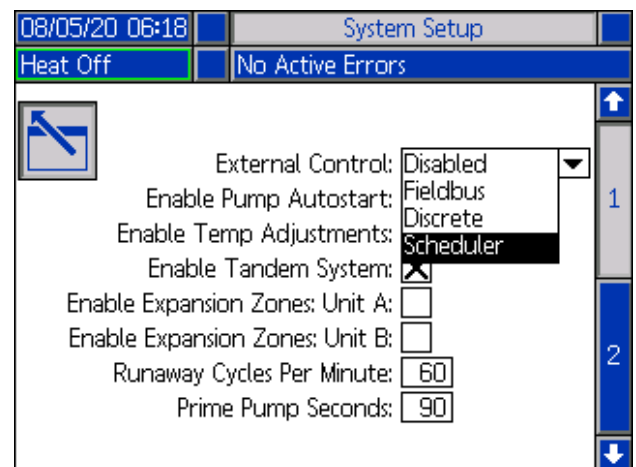 08/05/20 06:18 System Setup
Heat Off No Active Errors
External Control: Disabled
Enable Pump Autostart: Fieldbus
Discrete
Enable Temp Adjustments: Scheduler
Enable Tandem System:
Enable Expansion Zones: Unit A:
Enable Expansion Zones: Unit B:
Runaway Cycles Per Minute: 60
Prime Pump Seconds: 90
1
2